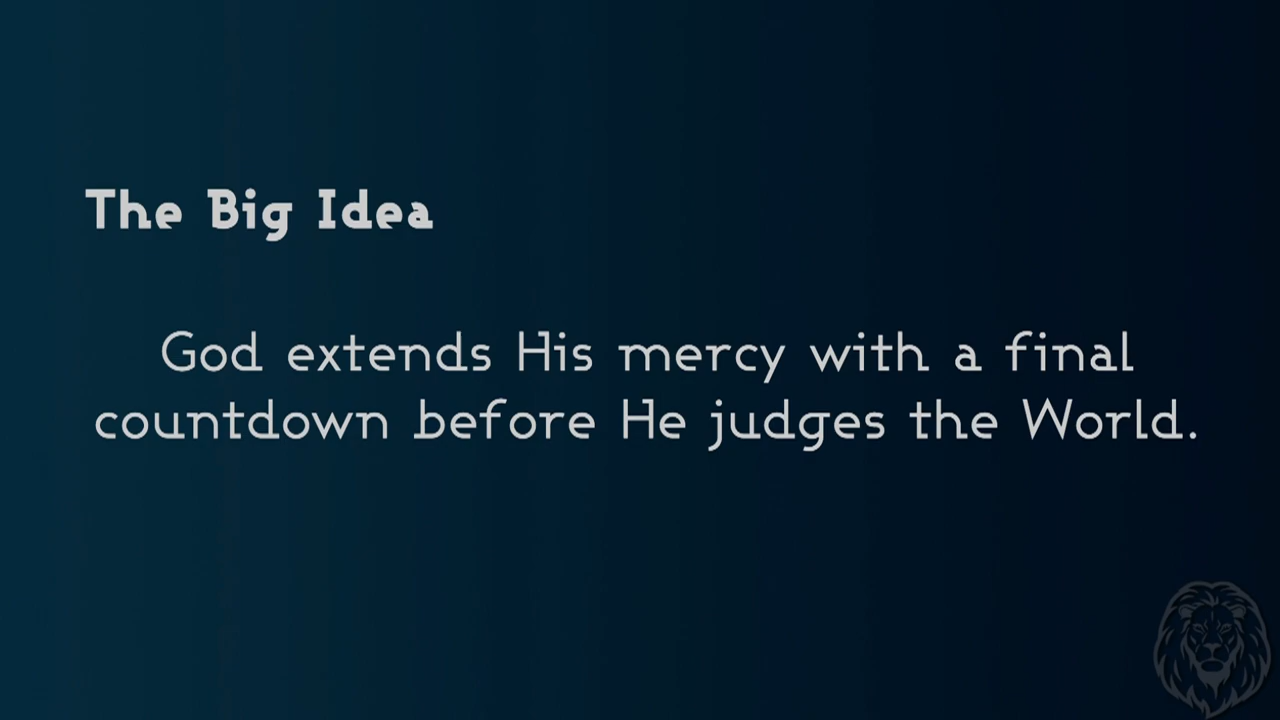 The Big Idea
God extends His mercy with a final
countdown before He judges the World.